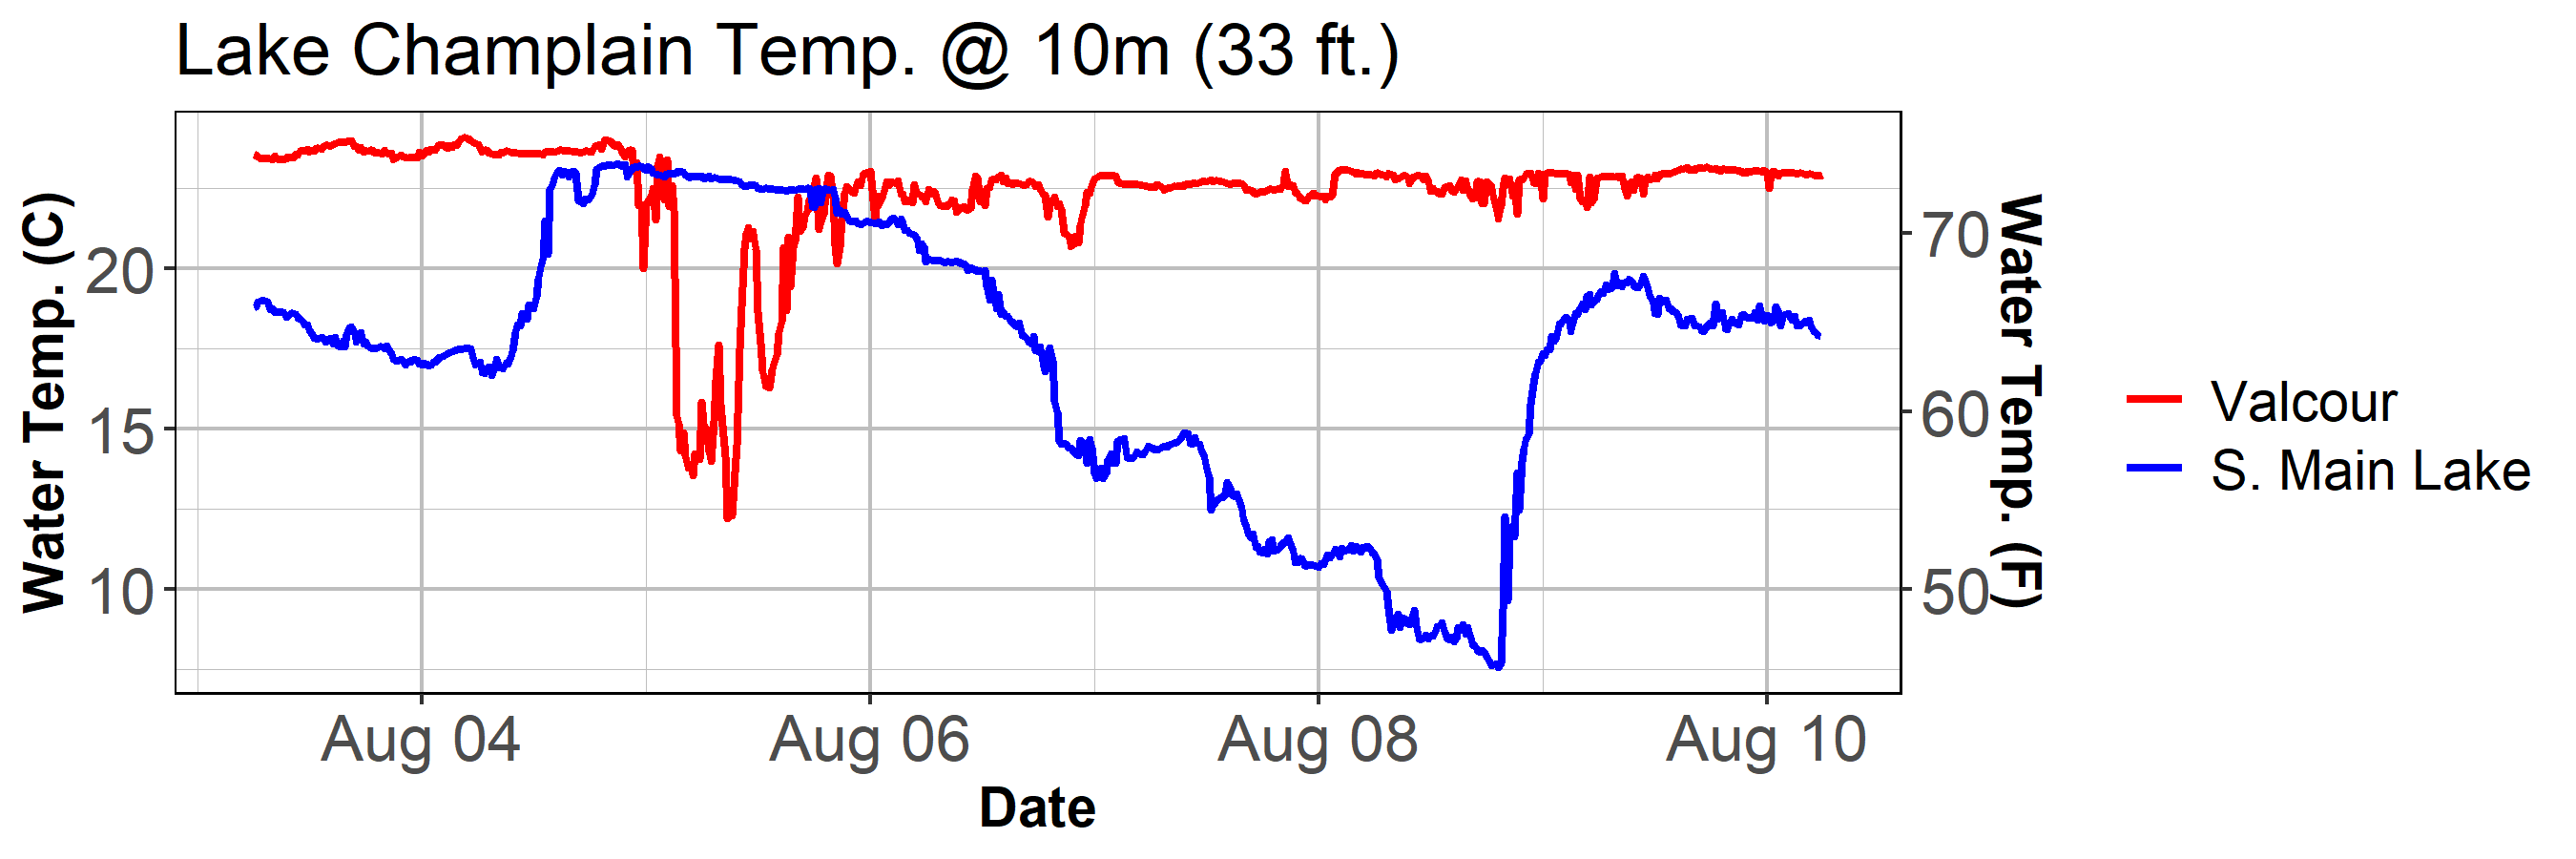 Lake Champlain Temp. @ 10m (33 ft.)
Water Temp. (C)
20
15
10
70
60
50
Water Temp. (F)
Aug 04
Aug 06
Aug 08
Aug 10
Date
Valcour
S. Main Lake